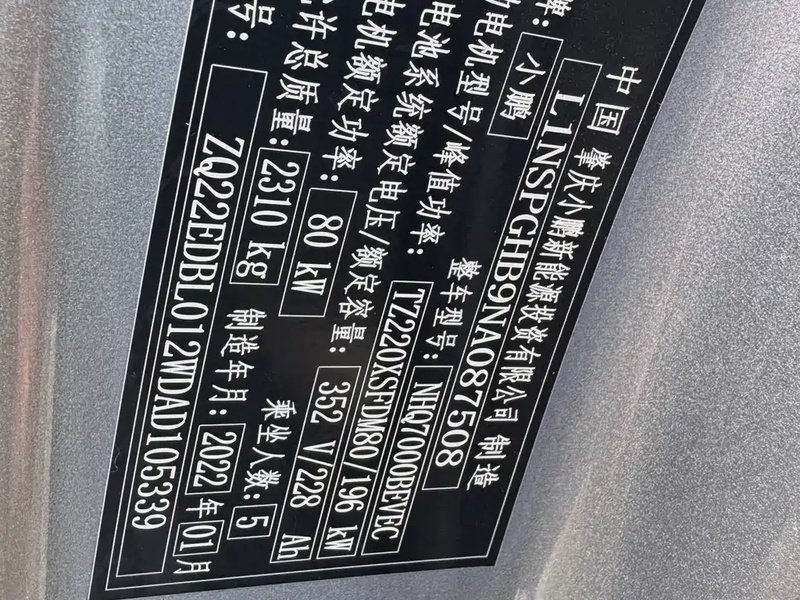 中国 肇庆小鹏新能源投资有限公司 制造
L1NSPGHB9NA087508
牌: 小鹏 整车型号: NHQ7000BEVEC
电机型号/峰值功率: TZ220XSFDM80/196 kW
电池系统额定电压/额定容量: 352 V/228 Ah
电机额定功率: 80 kW 乘坐人数: 5
允许总质量: 2310 kg 制造年月: 2022 年 01 月
号: ZQ22EDBL012WDAD105339